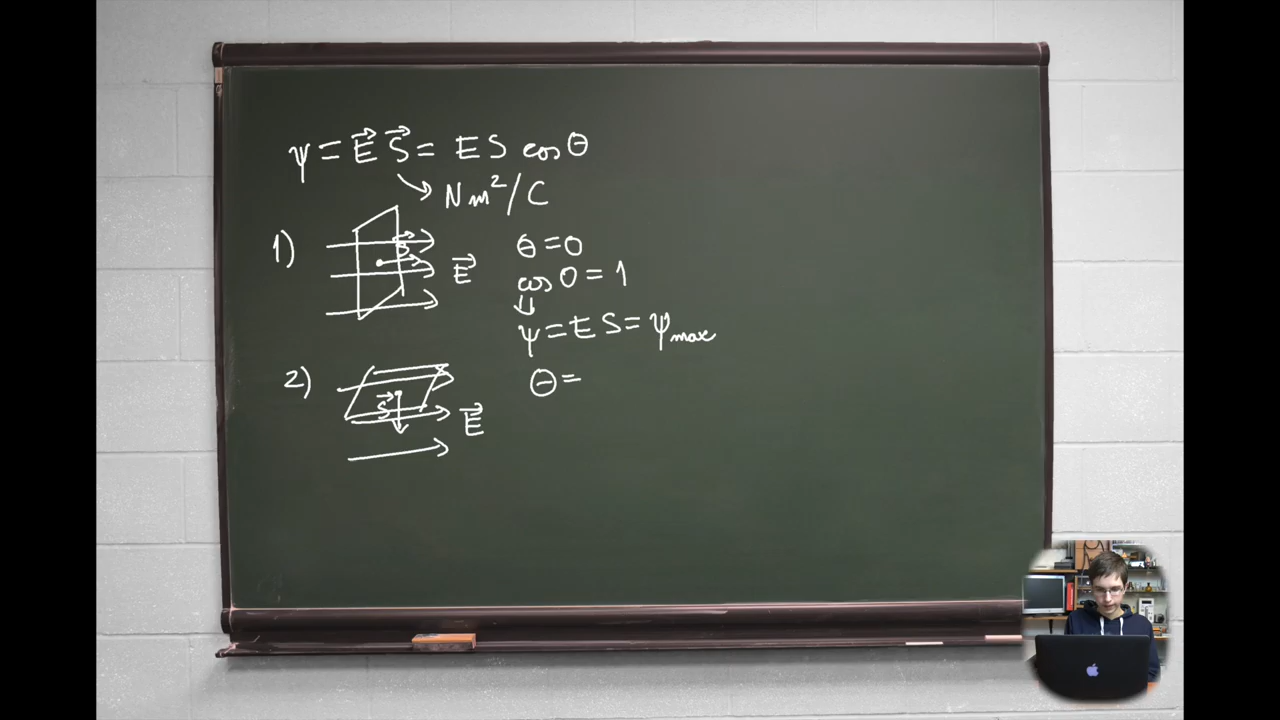 ψ = E⃗ S⃗ = E S cos θ
N m²/C
1) S⃗ E⃗ θ = 0
cos 0 = 1
⇓
ψ = E S = ψmax
2) S⃗ E⃗ θ =